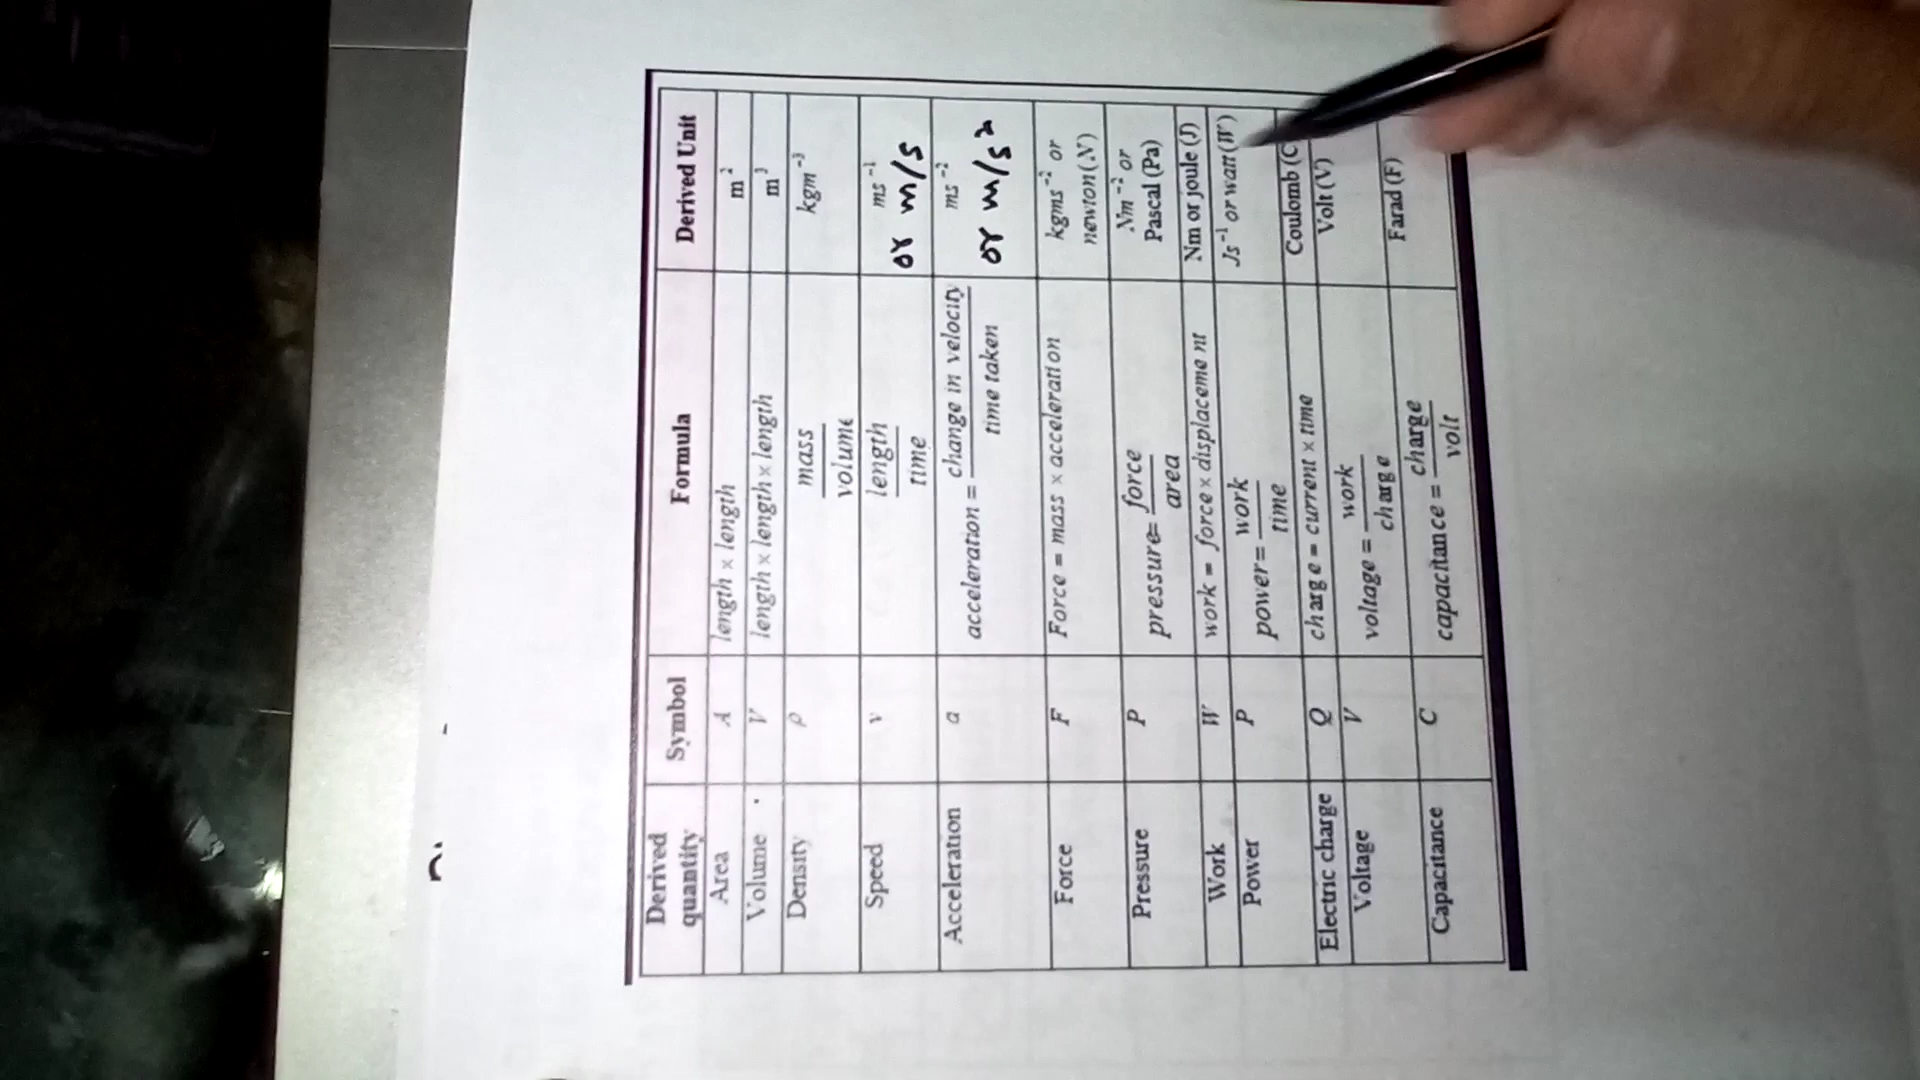 Derived quantity Symbol Formula Derived Unit
Area A length × length m²
Volume V length × length × length m³
Density ρ mass / volume kgm⁻³
Speed v length / time ms⁻¹ or m/s
Acceleration a acceleration = change in velocity / time taken ms⁻² or m/s²
Force F Force = mass × acceleration kgms⁻² or newton (N)
Pressure P pressure = force / area Nm⁻² or Pascal (Pa)
Work W work = force × displaceme nt Nm or joule (J)
Power P power = work / time Js⁻¹ or watt (W)
Electric charge Q charg e = current × time Coulomb (C
Voltage V voltage = work / charg e Volt (V)
Capacitance C capacitance = charge / volt Farad (F)